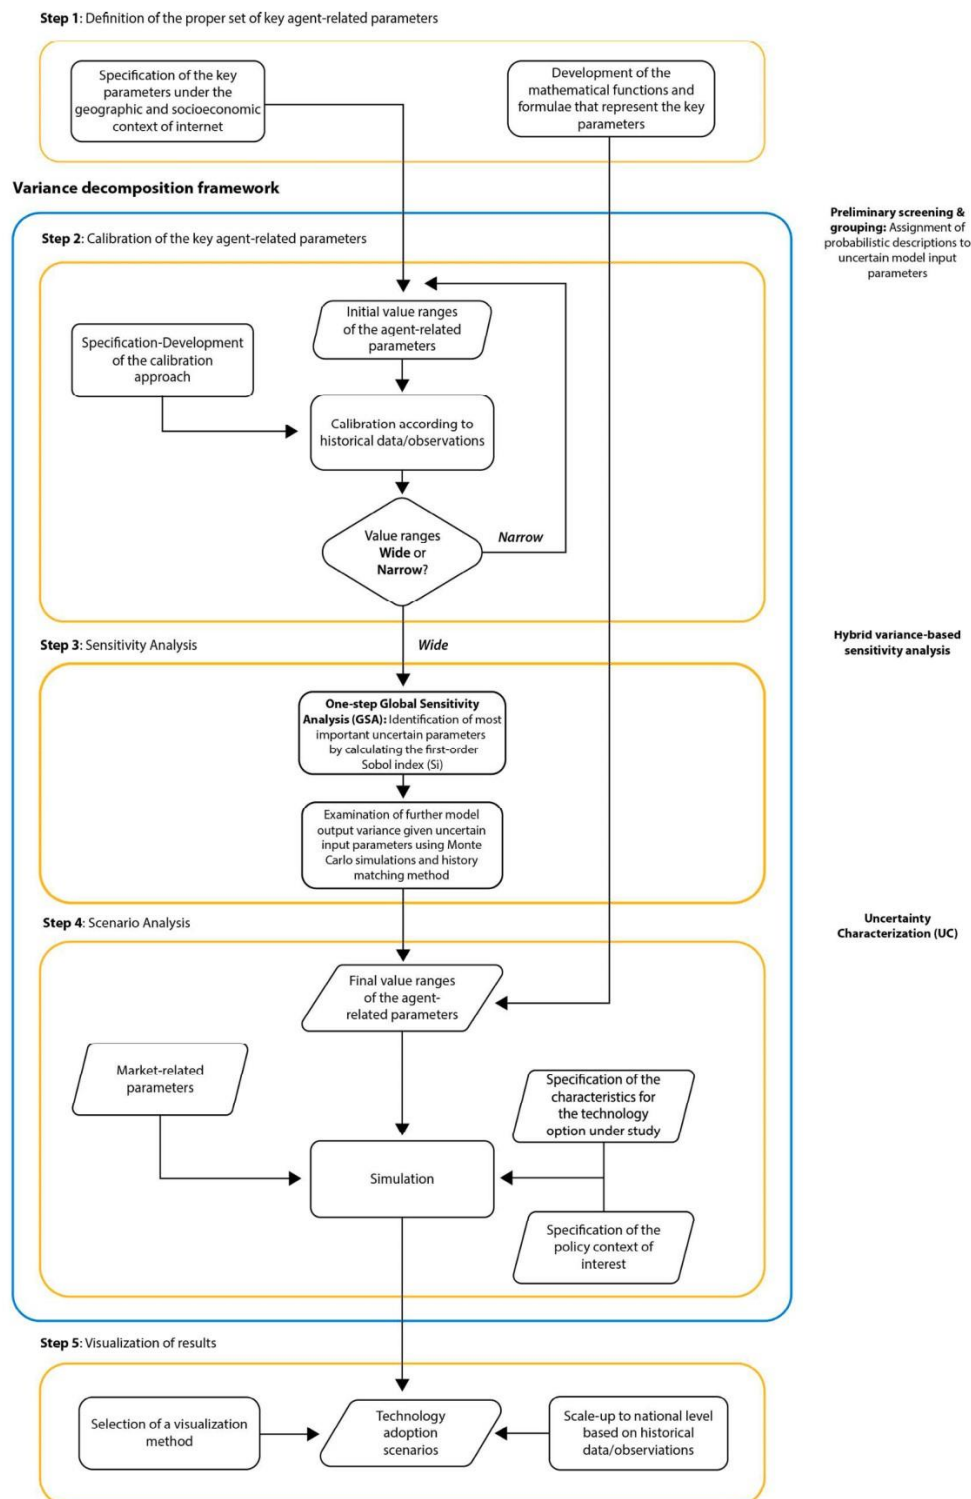 Step 1: Definition of the proper set of key agent-related parameters
Specification of the key
parameters under the
geographic and socioeconomic
context of internet
Development of the
mathematical functions and
formulae that represent the key
parameters
Variance decomposition framework
Preliminary screening &
grouping: Assignment of
probabilistic descriptions to
uncertain model input
parameters
Step 2: Calibration of the key agent-related parameters
Initial value ranges
of the agent-related
parameters
Specification-Development
of the calibration
approach
Calibration according to
historical data/observations
Value ranges
Wide or
Narrow?
Narrow
Wide
Step 3: Sensitivity Analysis
Hybrid variance-based
sensitivity analysis
One-step Global Sensitivity
Analysis (GSA): Identification of most
important uncertain parameters
by calculating the first-order
Sobol index (Si)
Examination of further model
output variance given uncertain
input parameters using Monte
Carlo simulations and history
matching method
Step 4: Scenario Analysis
Uncertainty
Characterization (UC)
Final value ranges
of the agent-
related parameters
Market-related
parameters
Specification of the
characteristics for
the technology
option under study
Simulation
Specification of the
policy context of
interest
Step 5: Visualization of results
Selection of a visualization
method
Technology
adoption
scenarios
Scale-up to national level
based on historical
data/observiations